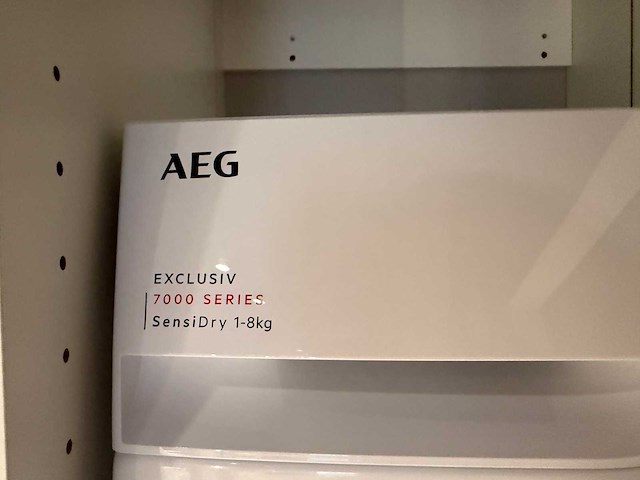 AEG
EXCLUSIV
7000 SERIES
SensiDry 1-8kg